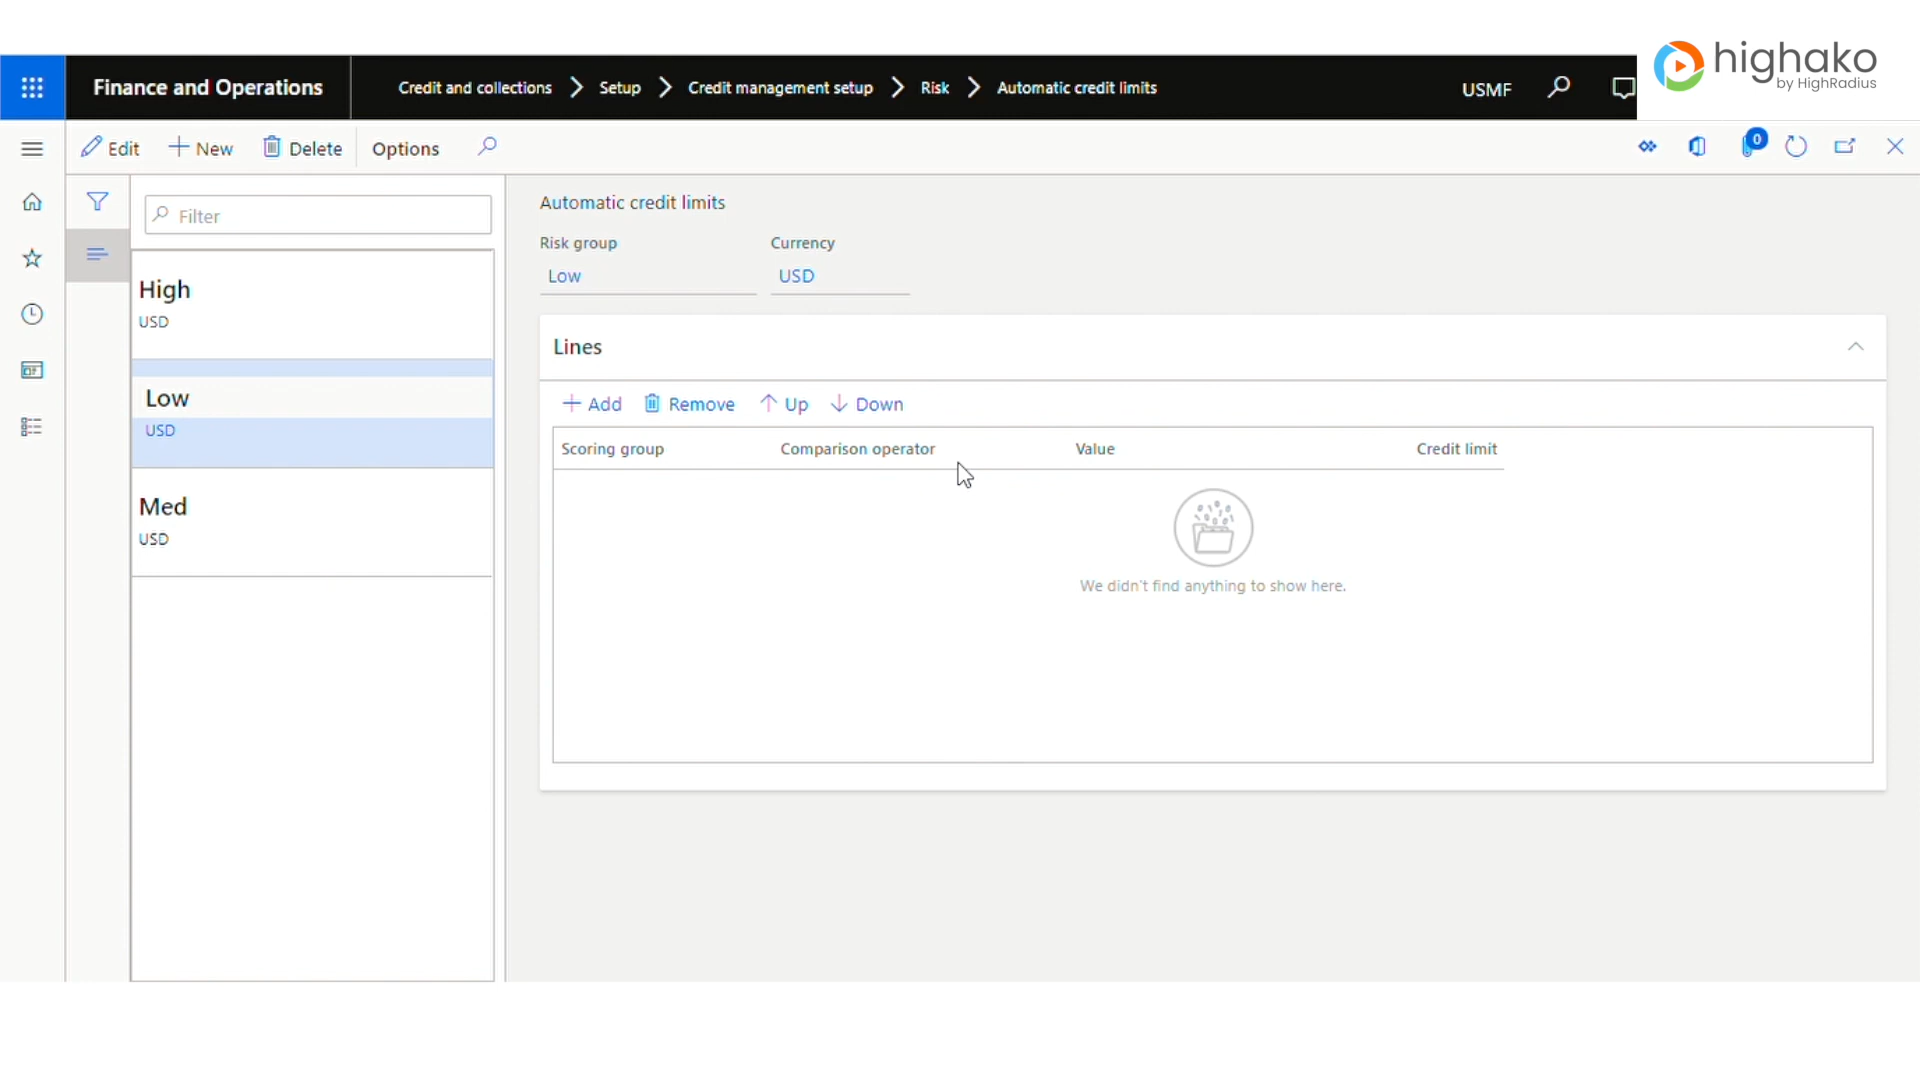 highako
by HighRadius
Finance and Operations
Credit and collections
Setup
Credit management setup
Risk
Automatic credit limits
USMF
Edit
New
Delete
Options
0
Filter
High
USD
Low
USD
Med
USD
Automatic credit limits
Risk group
Currency
Low
USD
Lines
Add
Remove
Up
Down
Scoring group
Comparison operator
Value
Credit limit
We didn't find anything to show here.